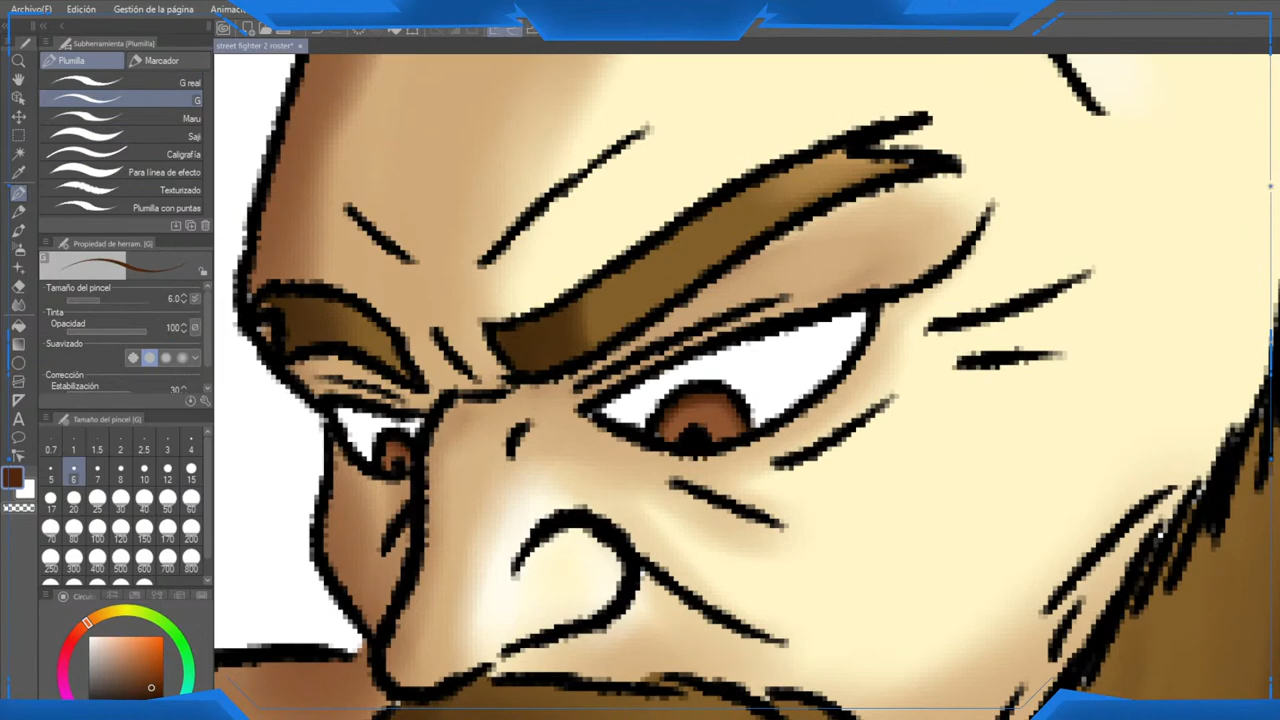 Archivo(F) Edición Gestión de la página Animació
street fighter 2 roster*
Subherramienta [Plumilla]
Plumilla Marcador
G real
G
Maru
Saji
Caligrafía
Para línea de efecto
Texturizado
Plumilla con puntas
Propiedad de herram. [G]
G
Tamaño del pincel
6.0
Tinta
Opacidad
100
Suavizado
Corrección
Estabilización
30
Tamaño del pincel [G]
0.7 1 1.5 2 2.5 3 4
5 6 7 8 10 12 15
17 20 25 30 40 50 60
70 80 100 120 150 170 200
250 300 400 500 600 700 800
Círculo